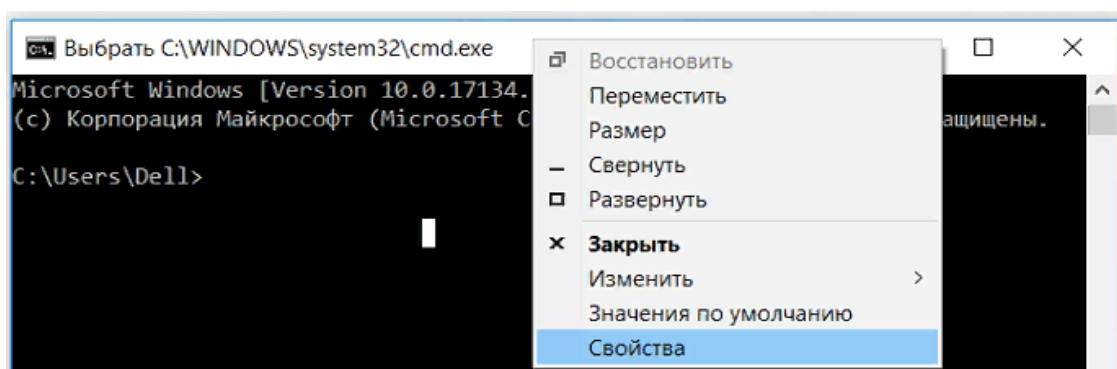 Выбрать C:\WINDOWS\system32\cmd.exe
Microsoft Windows [Version 10.0.17134.
(c) Корпорация Майкрософт (Microsoft C
ащищены.
C:\Users\Dell>
Восстановить
Переместить
Размер
Свернуть
Развернуть
Закрыть
Изменить
Значения по умолчанию
Свойства